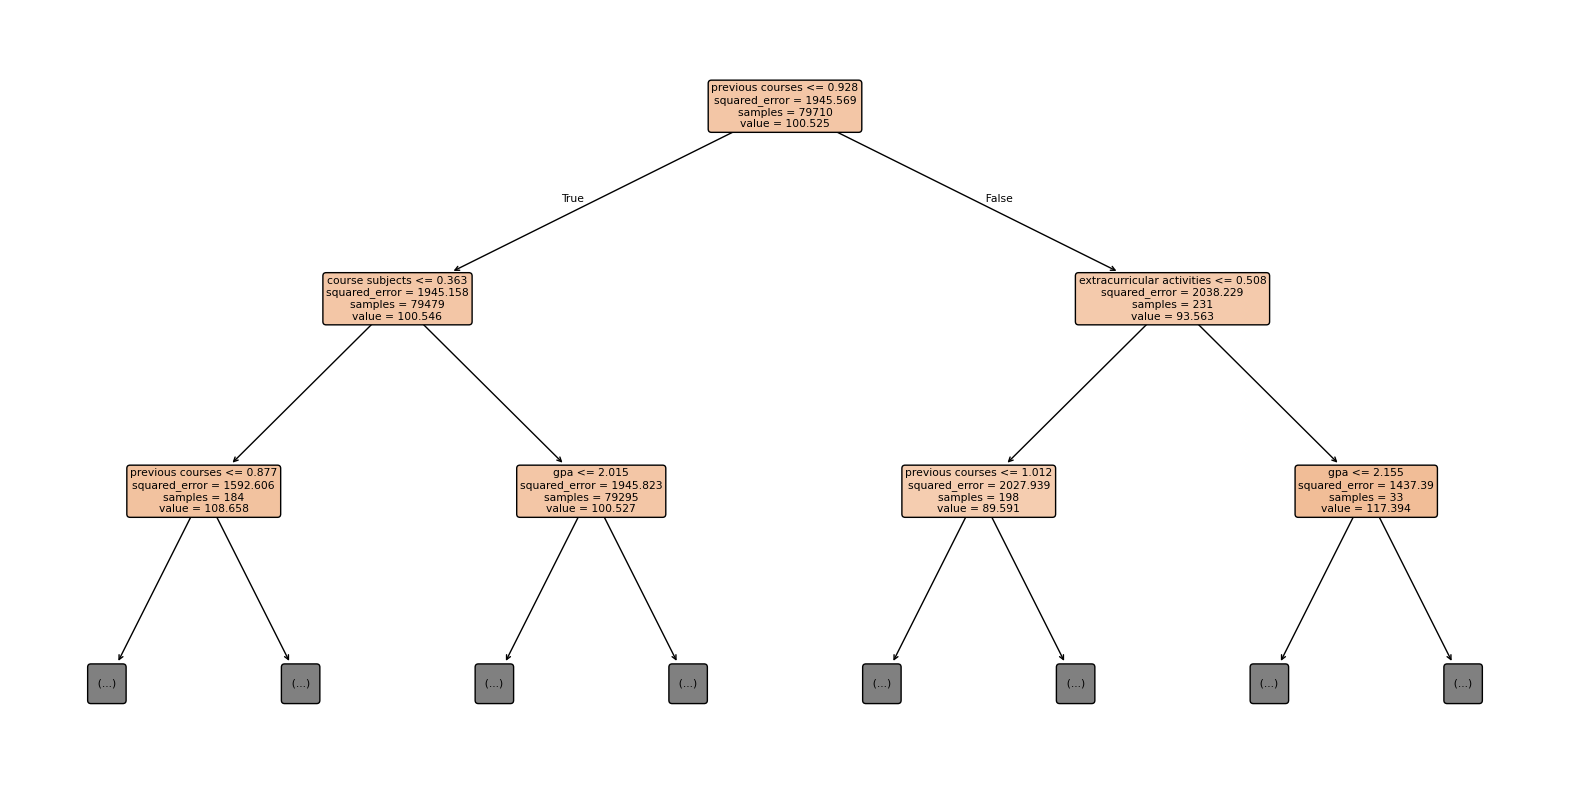 previous courses <= 0.928
squared_error = 1945.569
samples = 79710
value = 100.525
True
False
course subjects <= 0.363
squared_error = 1945.158
samples = 79479
value = 100.546
extracurricular activities <= 0.508
squared_error = 2038.229
samples = 231
value = 93.563
previous courses <= 0.877
squared_error = 1592.606
samples = 184
value = 108.658
gpa <= 2.015
squared_error = 1945.823
samples = 79295
value = 100.527
previous courses <= 1.012
squared_error = 2027.939
samples = 198
value = 89.591
gpa <= 2.155
squared_error = 1437.39
samples = 33
value = 117.394
(...)
(...)
(...)
(...)
(...)
(...)
(...)
(...)